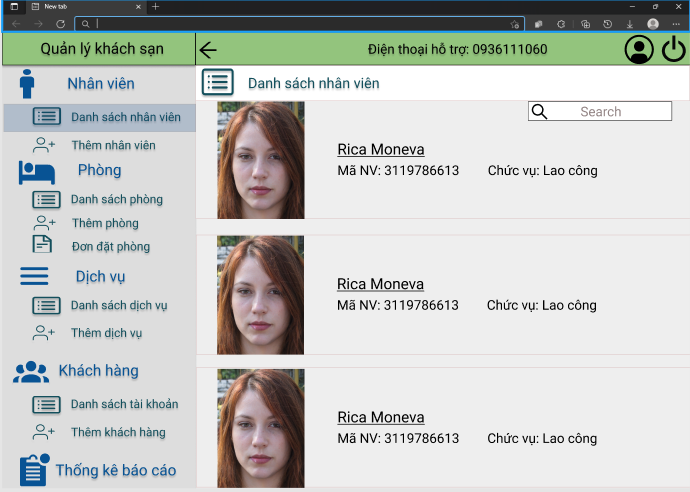 New tab
Quản lý khách sạn
Điện thoại hỗ trợ: 0936111060
Nhân viên
Danh sách nhân viên
Thêm nhân viên
Phòng
Danh sách phòng
Thêm phòng
Đơn đặt phòng
Dịch vụ
Danh sách dịch vụ
Thêm dịch vụ
Khách hàng
Danh sách tài khoản
Thêm khách hàng
Thống kê báo cáo
Danh sách nhân viên
Search
Rica Moneva
Mã NV: 3119786613 Chức vụ: Lao công
Rica Moneva
Mã NV: 3119786613 Chức vụ: Lao công
Rica Moneva
Mã NV: 3119786613 Chức vụ: Lao công